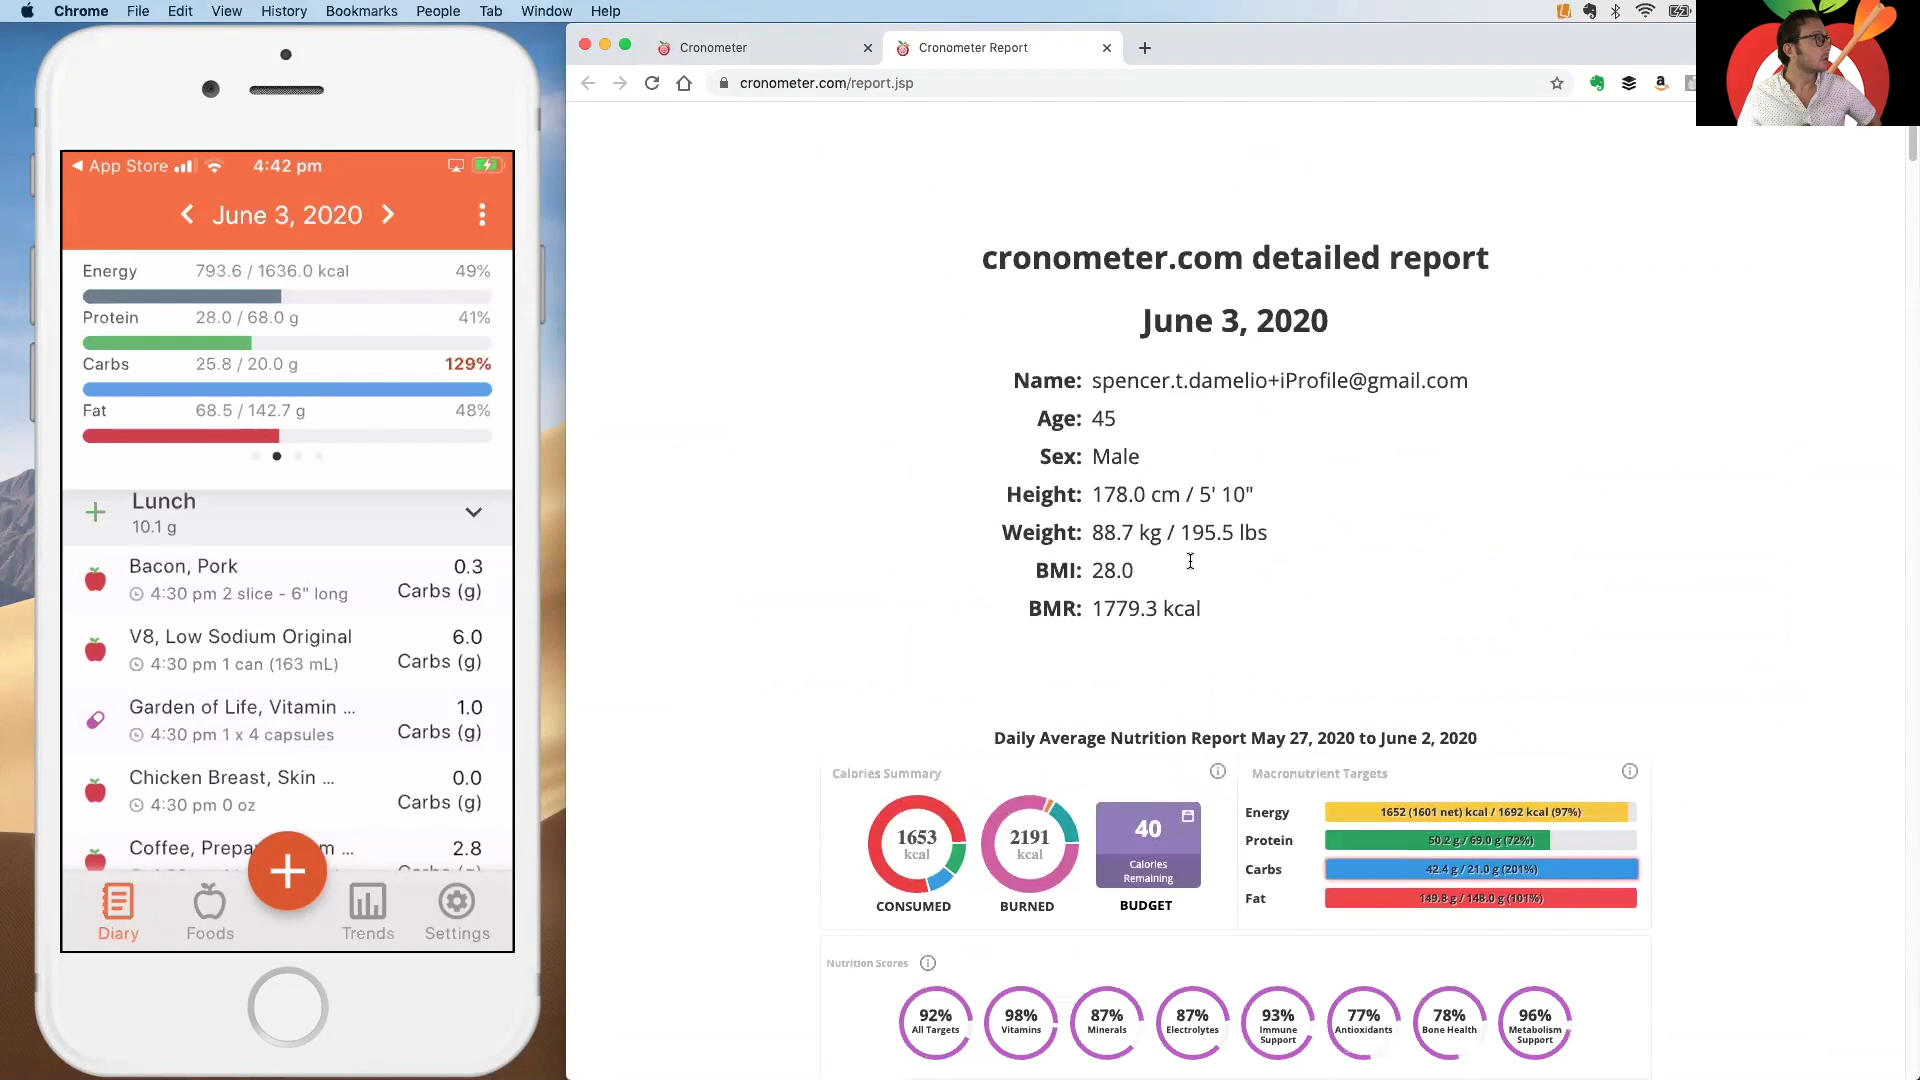 Chrome File Edit View History Bookmarks People Tab Window Help
Cronometer
Cronometer Report
cronometer.com/report.jsp
App Store 4:42 pm
June 3, 2020
Energy 793.6 / 1636.0 kcal 49%
Protein 28.0 / 68.0 g 41%
Carbs 25.8 / 20.0 g 129%
Fat 68.5 / 142.7 g 48%
Lunch
10.1 g
Bacon, Pork 0.3
4:30 pm 2 slice - 6" long Carbs (g)
V8, Low Sodium Original 6.0
4:30 pm 1 can (163 mL) Carbs (g)
Garden of Life, Vitamin ... 1.0
4:30 pm 1 x 4 capsules Carbs (g)
Chicken Breast, Skin ... 0.0
4:30 pm 0 oz Carbs (g)
Coffee, 2.8
Diary Foods Trends Settings
cronometer.com detailed report
June 3, 2020
Name: spencer.t.damelio+iProfile@gmail.com
Age: 45
Sex: Male
Height: 178.0 cm / 5' 10"
Weight: 88.7 kg / 195.5 lbs
BMI: 28.0
BMR: 1779.3 kcal
Daily Average Nutrition Report May 27, 2020 to June 2, 2020
Calories Summary
1653
kcal
CONSUMED
2191
kcal
BURNED
40
Calories
Remaining
BUDGET
Macronutrient Targets
Energy 1652 (1601 net) kcal / 1692 kcal (97%)
Protein 50.2 g / 69.0 g (72%)
Carbs 42.4 g / 21.0 g (201%)
Fat 149.8 g / 148.0 g (101%)
Nutrition Scores
92%
All Targets
98%
Vitamins
87%
Minerals
87%
Electrolytes
93%
Immune
Support
77%
Antioxidants
78%
Bone Health
96%
Metabolism
Support